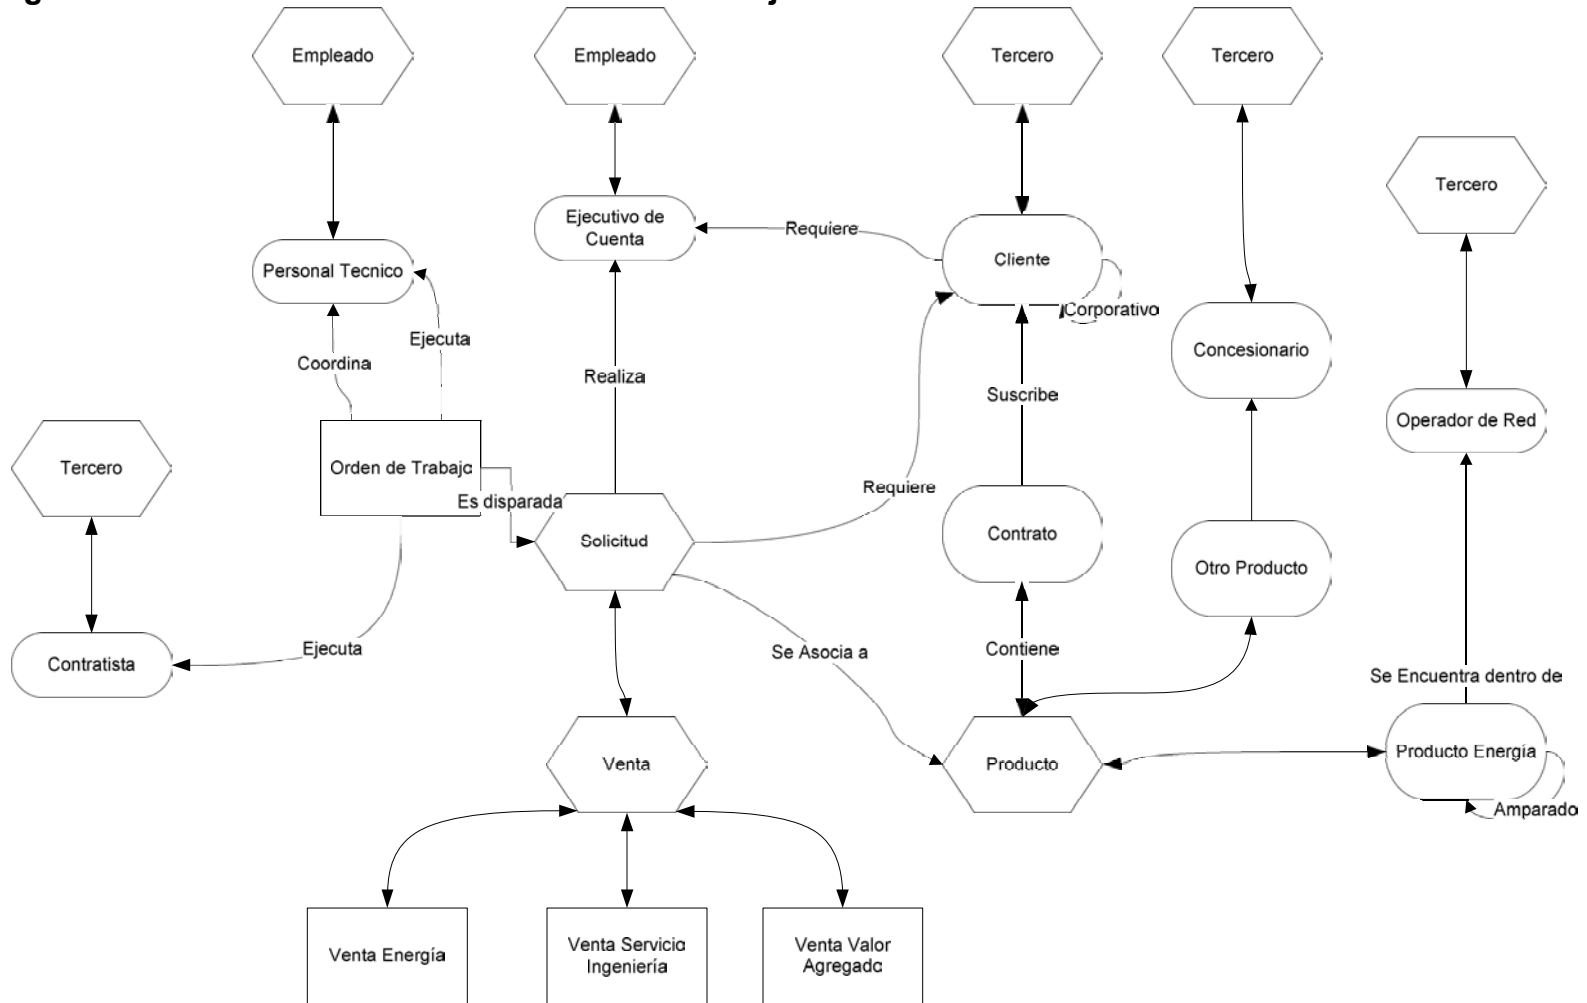 Empleado
Empleado
Tercero
Tercero
Tercero
Ejecutivo de
Cuenta
Requiere
Cliente
Personal Tecnico
Corporativo
Ejecuta
Concesionario
Coordina
Realiza
Suscribe
Operador de Red
Tercero
Orden de Trabajo
Es disparada
Requiere
Solicitud
Contrato
Otro Producto
Contratista
Ejecuta
Se Asocia a
Contiene
Se Encuentra dentro de
Venta
Producto
Producto Energía
Amparado
Venta Energía
Venta Servicio
Ingeniería
Venta Valor
Agregado